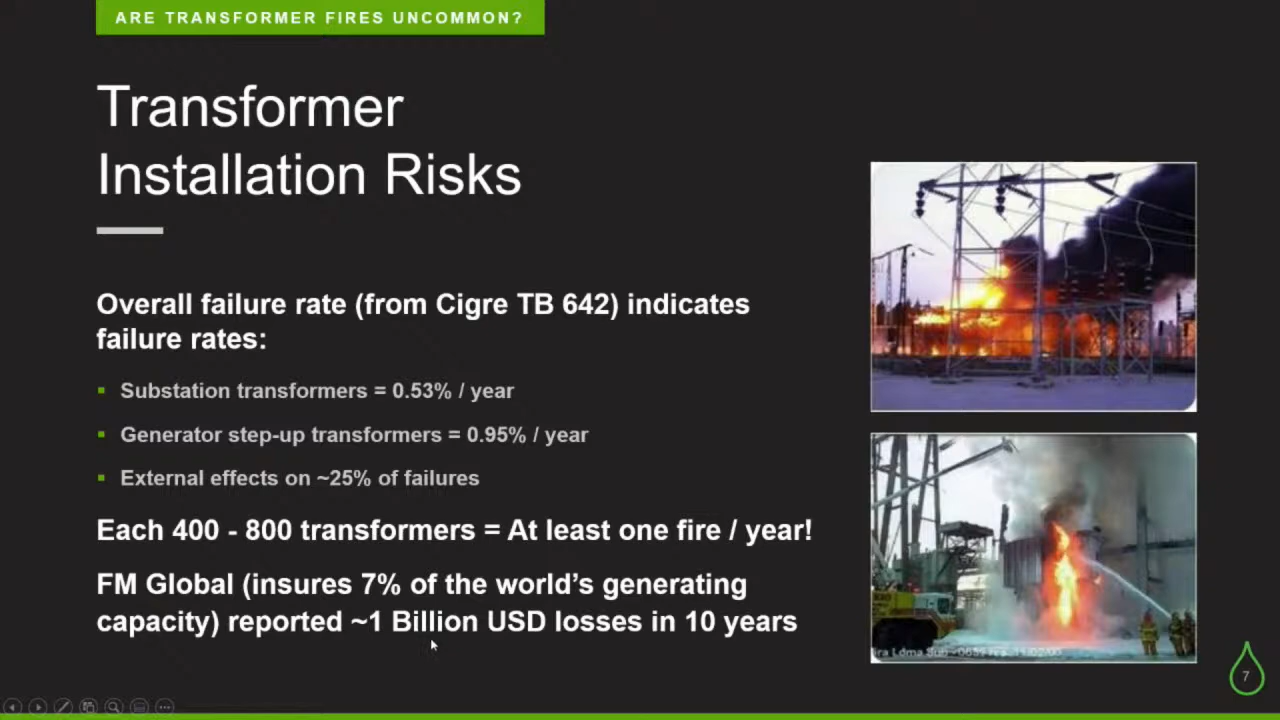 ARE TRANSFORMER FIRES UNCOMMON?
Transformer
Installation Risks
Overall failure rate (from Cigre TB 642) indicates
failure rates:
Substation transformers = 0.53% / year
Generator step-up transformers = 0.95% / year
External effects on ~25% of failures
Each 400 - 800 transformers = At least one fire / year!
FM Global (insures 7% of the world's generating
capacity) reported ~1 Billion USD losses in 10 years
7